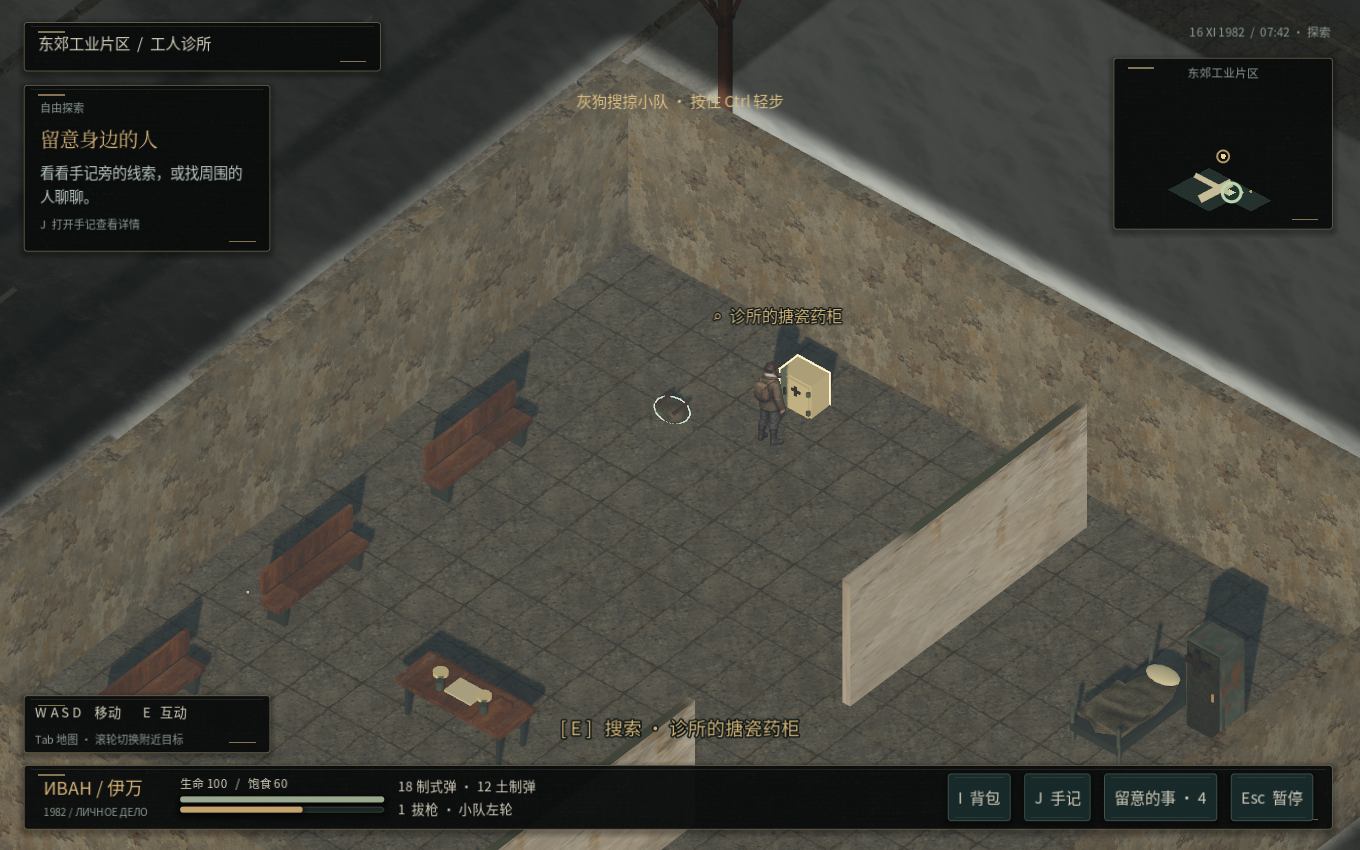 东郊工业片区 / 工人诊所
16 XI 1982 / 07:42 · 探索
自由探索
留意身边的人
看看手记旁的线索，或找周围的
人聊聊。
J 打开手记查看详情
灰狗搜掠小队 · 按住 Ctrl 轻步
东郊工业片区
诊所的搪瓷药柜
W A S D 移动 E 互动
Tab 地图 · 滚轮切换附近目标
[ E ] 搜索 · 诊所的搪瓷药柜
ИВАН / 伊万
1982 / ЛИЧНОЕ ДЕЛО
生命 100 / 饱食 60
18 制式弹 · 12 土制弹
1 拔枪 · 小队左轮
I 背包
J 手记
留意的事 · 4
Esc 暂停